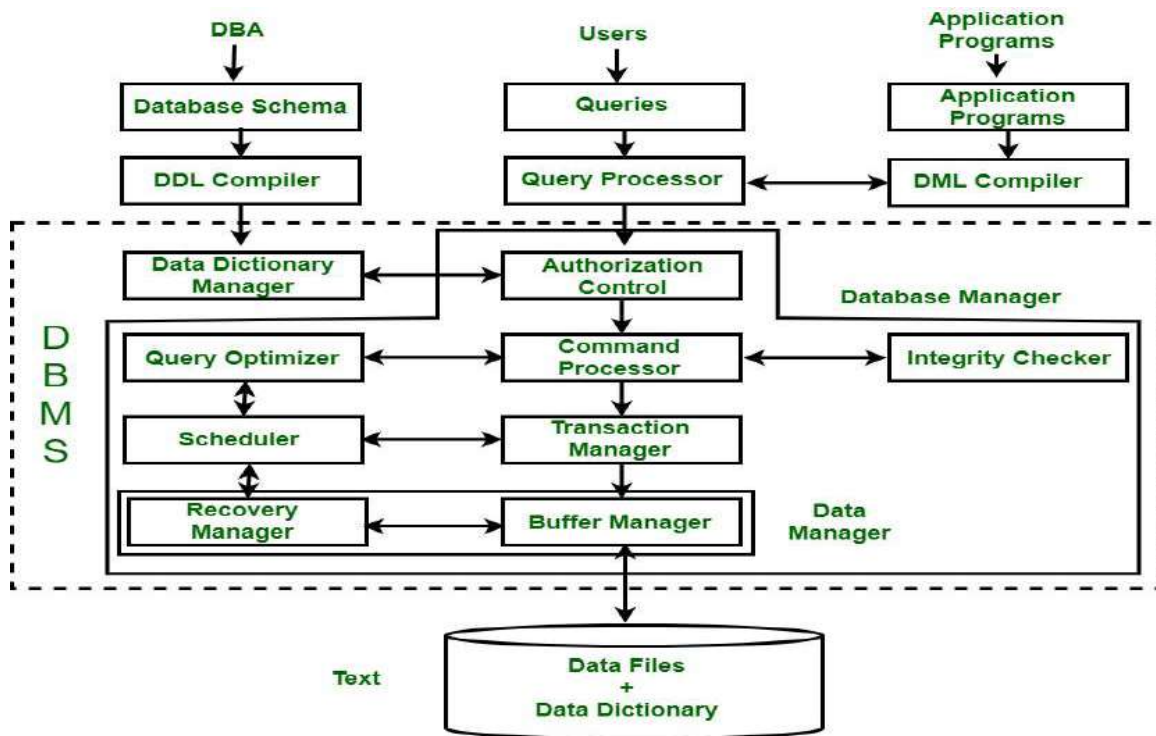 DBA
Users
Application
Programs
Database Schema
Queries
Application
Programs
DDL Compiler
Query Processor
DML Compiler
Data Dictionary
Manager
Authorization
Control
Database Manager
D
B
M
S
Query Optimizer
Command
Processor
Integrity Checker
Scheduler
Transaction
Manager
Recovery
Manager
Buffer Manager
Data
Manager
Text
Data Files
+
Data Dictionary